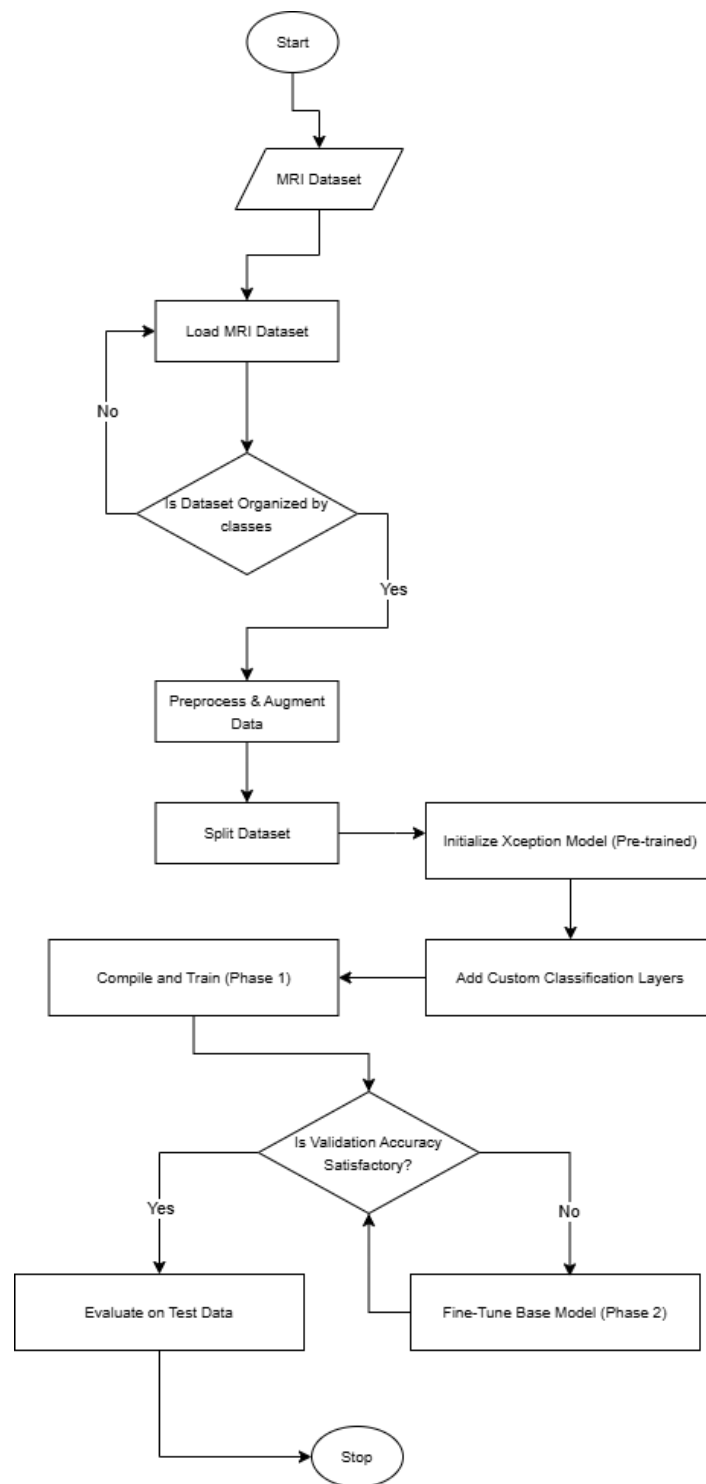 Start
MRI Dataset
Load MRI Dataset
No
Is Dataset Organized by
classes
Yes
Preprocess & Augment
Data
Split Dataset
Initialize Xception Model (Pre-trained)
Compile and Train (Phase 1)
Add Custom Classification Layers
Is Validation Accuracy
Satisfactory?
Yes
No
Evaluate on Test Data
Fine-Tune Base Model (Phase 2)
Stop